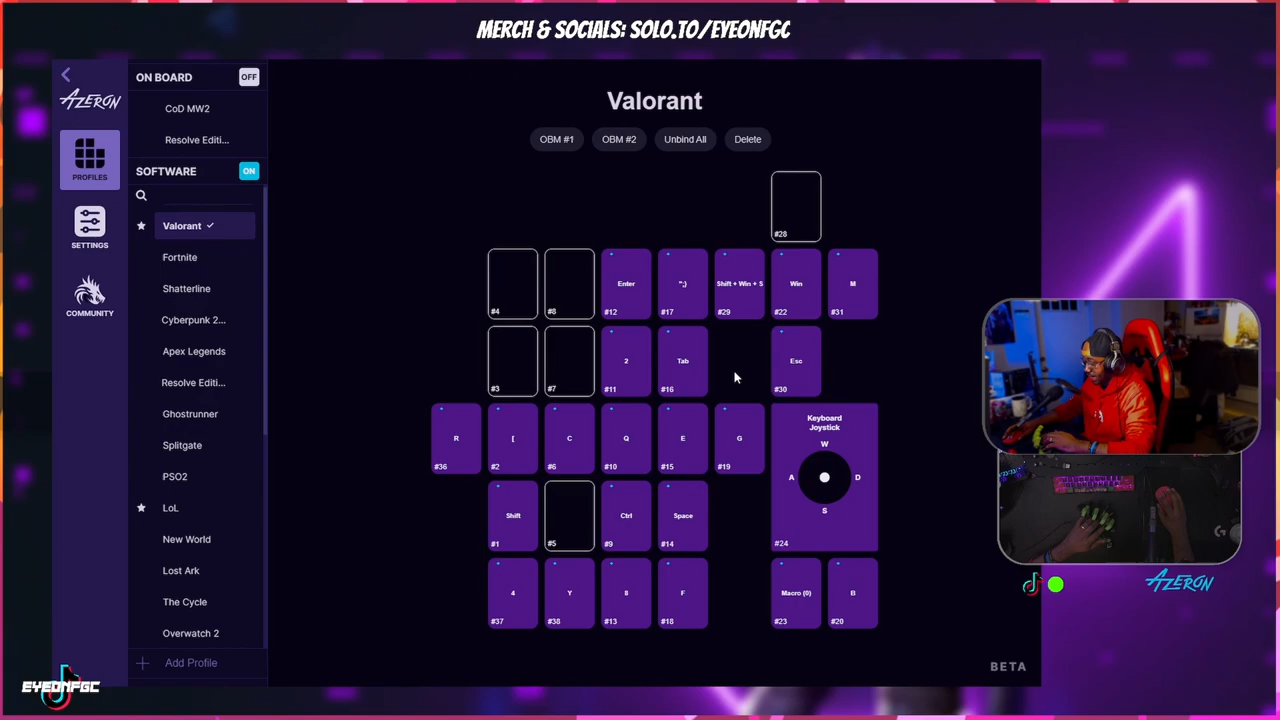 MERCH & SOCIALS: SOLO.TO/EYEONFGC
AZERON
PROFILES
SETTINGS
COMMUNITY
ON BOARD
OFF
CoD MW2
Resolve Editi...
SOFTWARE
ON
Valorant
Fortnite
Shatterline
Cyberpunk 2...
Apex Legends
Resolve Editi...
Ghostrunner
Splitgate
PSO2
LoL
New World
Lost Ark
The Cycle
Overwatch 2
Add Profile
Valorant
OBM #1
OBM #2
Unbind All
Delete
#28
#4
#8
Enter
#12
";)
#17
Shift + Win + S
#29
Win
#22
M
#31
#3
#7
2
#11
Tab
#16
Esc
#30
R
#36
[
#2
C
#6
Q
#10
E
#15
G
#19
Keyboard
Joystick
W
A
D
S
#24
Shift
#1
#5
Ctrl
#9
Space
#14
4
#37
Y
#38
8
#13
F
#18
Macro (0)
#23
B
#20
BETA
AZERON
EYEONFGC